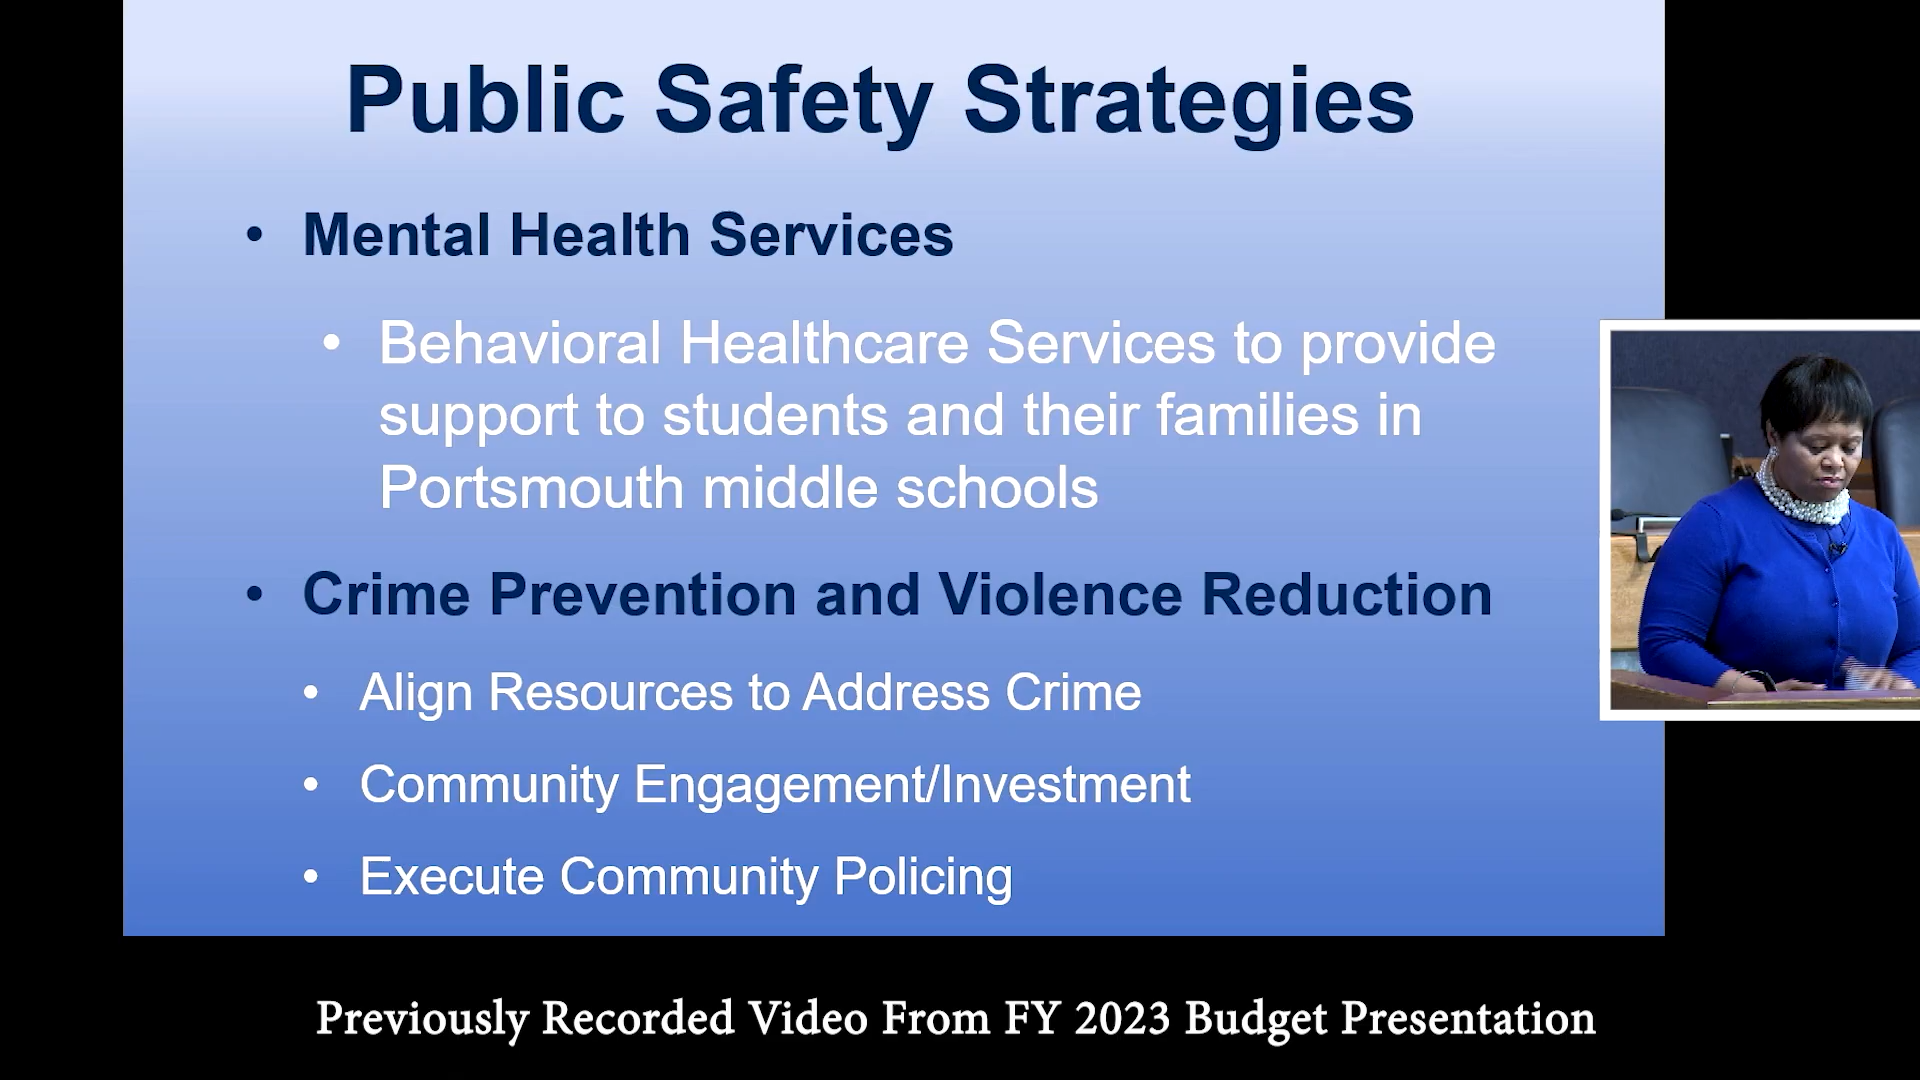 Public Safety Strategies
• Mental Health Services
• Behavioral Healthcare Services to provide
support to students and their families in
Portsmouth middle schools
• Crime Prevention and Violence Reduction
• Align Resources to Address Crime
• Community Engagement/Investment
• Execute Community Policing
Previously Recorded Video From FY 2023 Budget Presentation